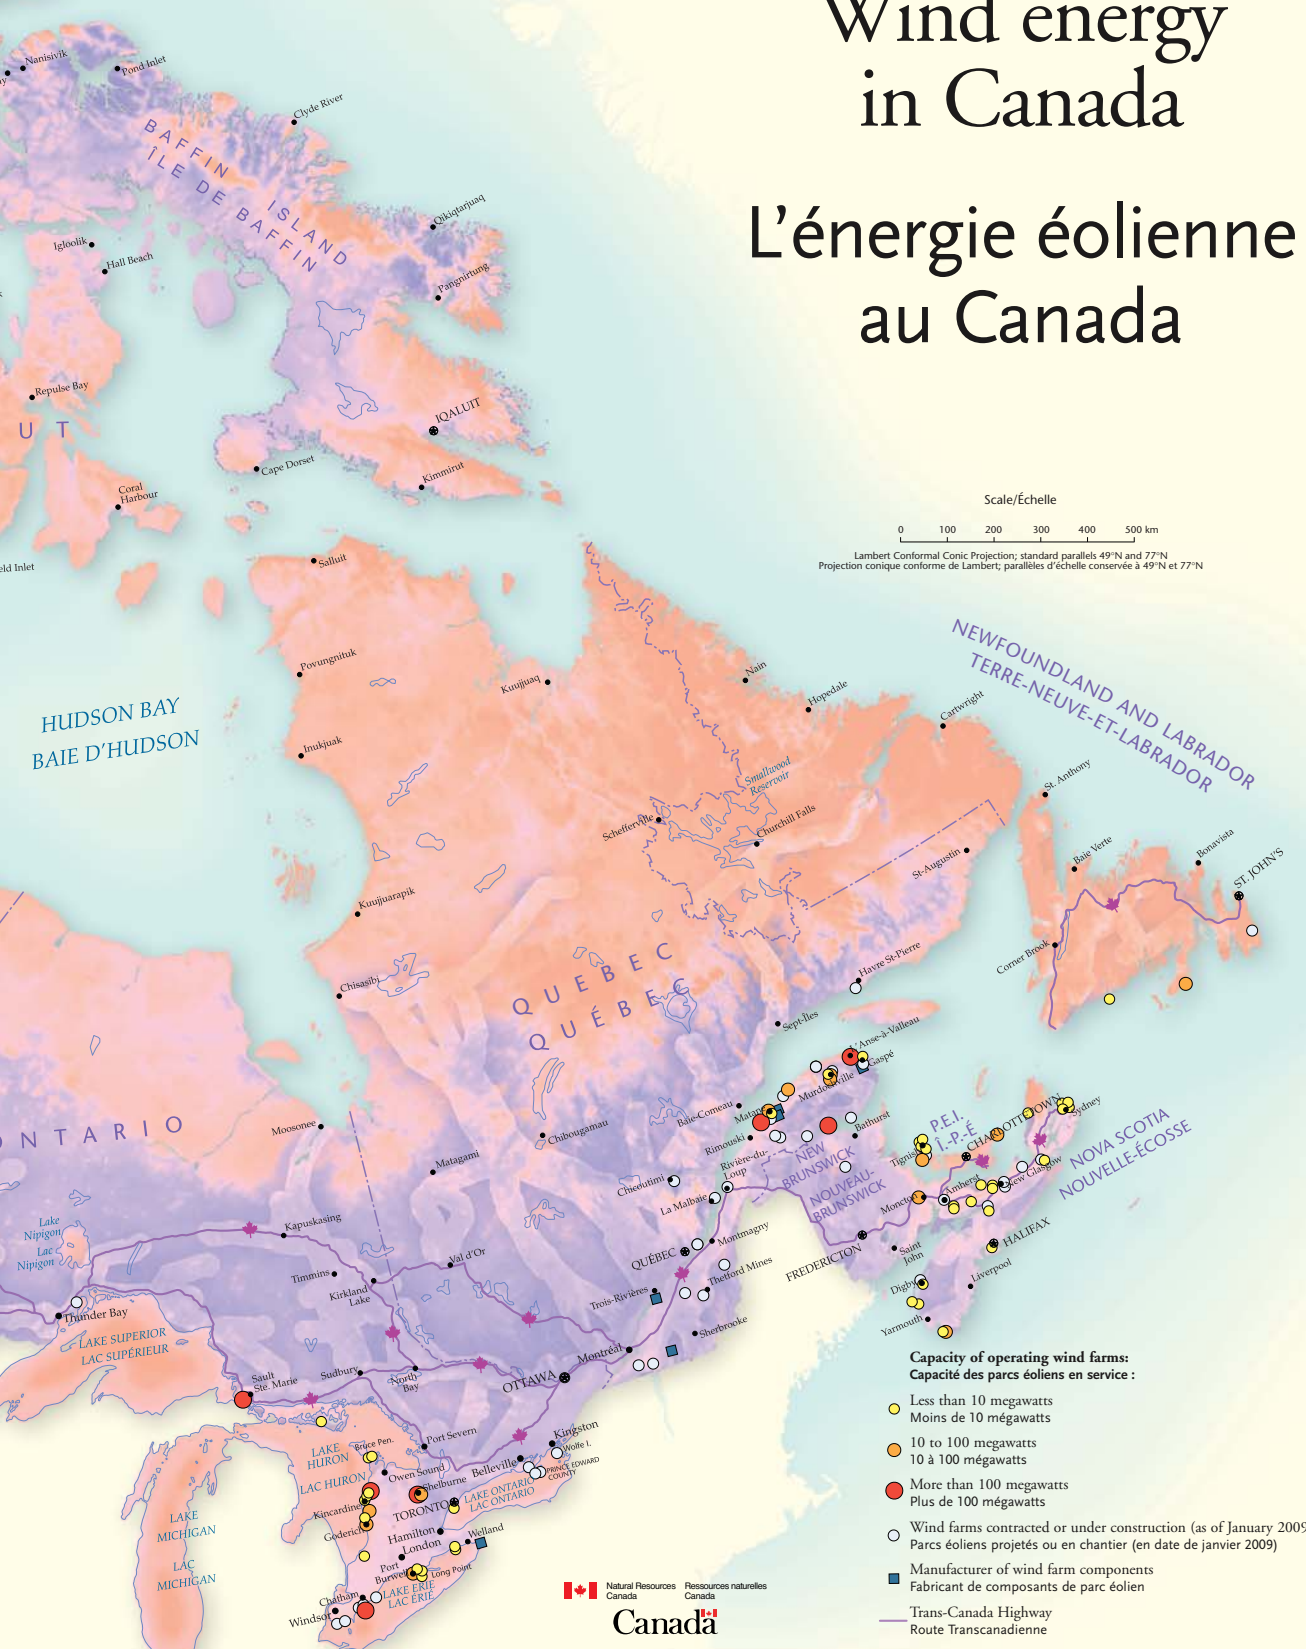 Wind energy
in Canada
L'énergie éolienne
au Canada
Nanisivik
Pond Inlet
Clyde River
BAFFIN ISLAND
ÎLE DE BAFFIN
Qikiqtarjuaq
Igloolik
Hall Beach
Pangnirtung
Repulse Bay
U T
IQALUIT
Cape Dorset
Kimmirut
Coral
Harbour
Scale/Échelle
0 100 200 300 400 500 km
Lambert Conformal Conic Projection; standard parallels 49°N and 77°N
Projection conique conforme de Lambert; parallèles d'échelle conservée à 49°N et 77°N
eld Inlet
Salluit
NEWFOUNDLAND AND LABRADOR
TERRE-NEUVE-ET-LABRADOR
Povungnituk
Kuujjuaq
Nain
Hopedale
Cartwright
HUDSON BAY
BAIE D'HUDSON
Inukjuak
Smallwood
Reservoir
St. Anthony
Schefferville
Churchill Falls
St-Augustin
Baie Verte
Bonavista
ST. JOHN'S
Kuujjuarapik
Corner Brook
Havre St-Pierre
QUEBEC
QUÉBEC
Chisasibi
Sept-Îles
L'Anse-à-Valleau
Gaspé
Murdochville
ONTARIO
Moosonee
Chibougamau
Baie-Comeau
Matane
Rimouski
Bathurst
P.E.I.
Î.-P.-É
CHARLOTTETOWN
Sydney
NOVA SCOTIA
NOUVELLE-ÉCOSSE
Tignish
Matagami
Rivière-du-
Loup
NEW
BRUNSWICK
NOUVEAU-
BRUNSWICK
Chicoutimi
La Malbaie
Moncton
Amherst
New Glasgow
Lake
Nipigon
Lac
Nipigon
Kapuskasing
Montmagny
QUÉBEC
FREDERICTON
Saint
John
HALIFAX
Val d'Or
Timmins
Kirkland
Lake
Thetford Mines
Trois-Rivières
Digby
Liverpool
Thunder Bay
LAKE SUPERIOR
LAC SUPÉRIEUR
Sherbrooke
Yarmouth
Montréal
Sault
Ste. Marie
Sudbury
North
Bay
OTTAWA
Capacity of operating wind farms:
Capacité des parcs éoliens en service :
Less than 10 megawatts
Moins de 10 mégawatts
10 to 100 megawatts
10 à 100 mégawatts
More than 100 megawatts
Plus de 100 mégawatts
Wind farms contracted or under construction (as of January 2009
Parcs éoliens projetés ou en chantier (en date de janvier 2009)
Manufacturer of wind farm components
Fabricant de composants de parc éolien
Trans-Canada Highway
Route Transcanadienne
LAKE
HURON
LAC HURON
Bruce Pen.
Port Severn
Kingston
Wolfe I.
Belleville
PRINCE EDWARD
COUNTY
Owen Sound
Shelburne
LAKE ONTARIO
LAC ONTARIO
Kincardine
TORONTO
LAKE
MICHIGAN
LAC
MICHIGAN
Goderich
Hamilton
Welland
London
Port
Burwell
Long Point
LAKE ERIE
LAC ÉRIÉ
Chatham
Windsor
Natural Resources
Canada
Ressources naturelles
Canada
Canada